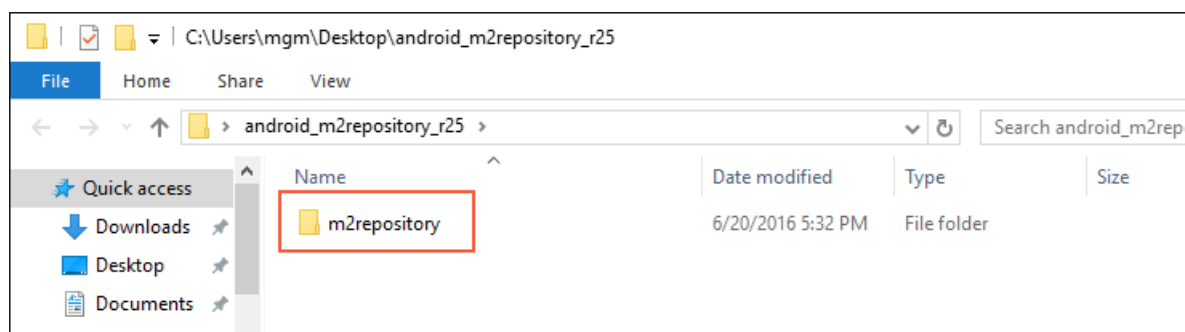 C:\Users\mgm\Desktop\android_m2repository_r25
File Home Share View
android_m2repository_r25
Search android_m2rep
Quick access
Downloads
Desktop
Documents
Name Date modified Type Size
m2repository 6/20/2016 5:32 PM File folder